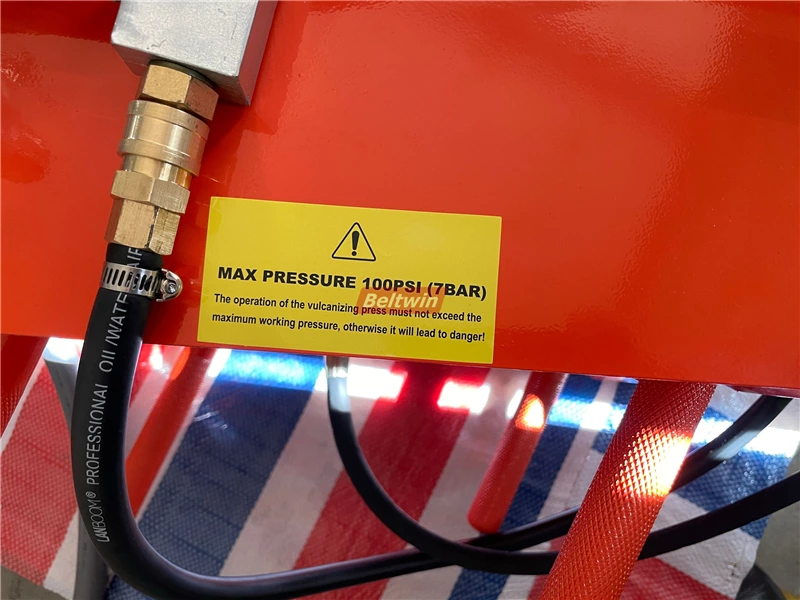 MAX PRESSURE 100PSI (7BAR)
Beltwin
The operation of the vulcanizing press must not exceed the
maximum working pressure, otherwise it will lead to danger!
LANBOOM® PROFESSIONAL OIL/WATER/AIR